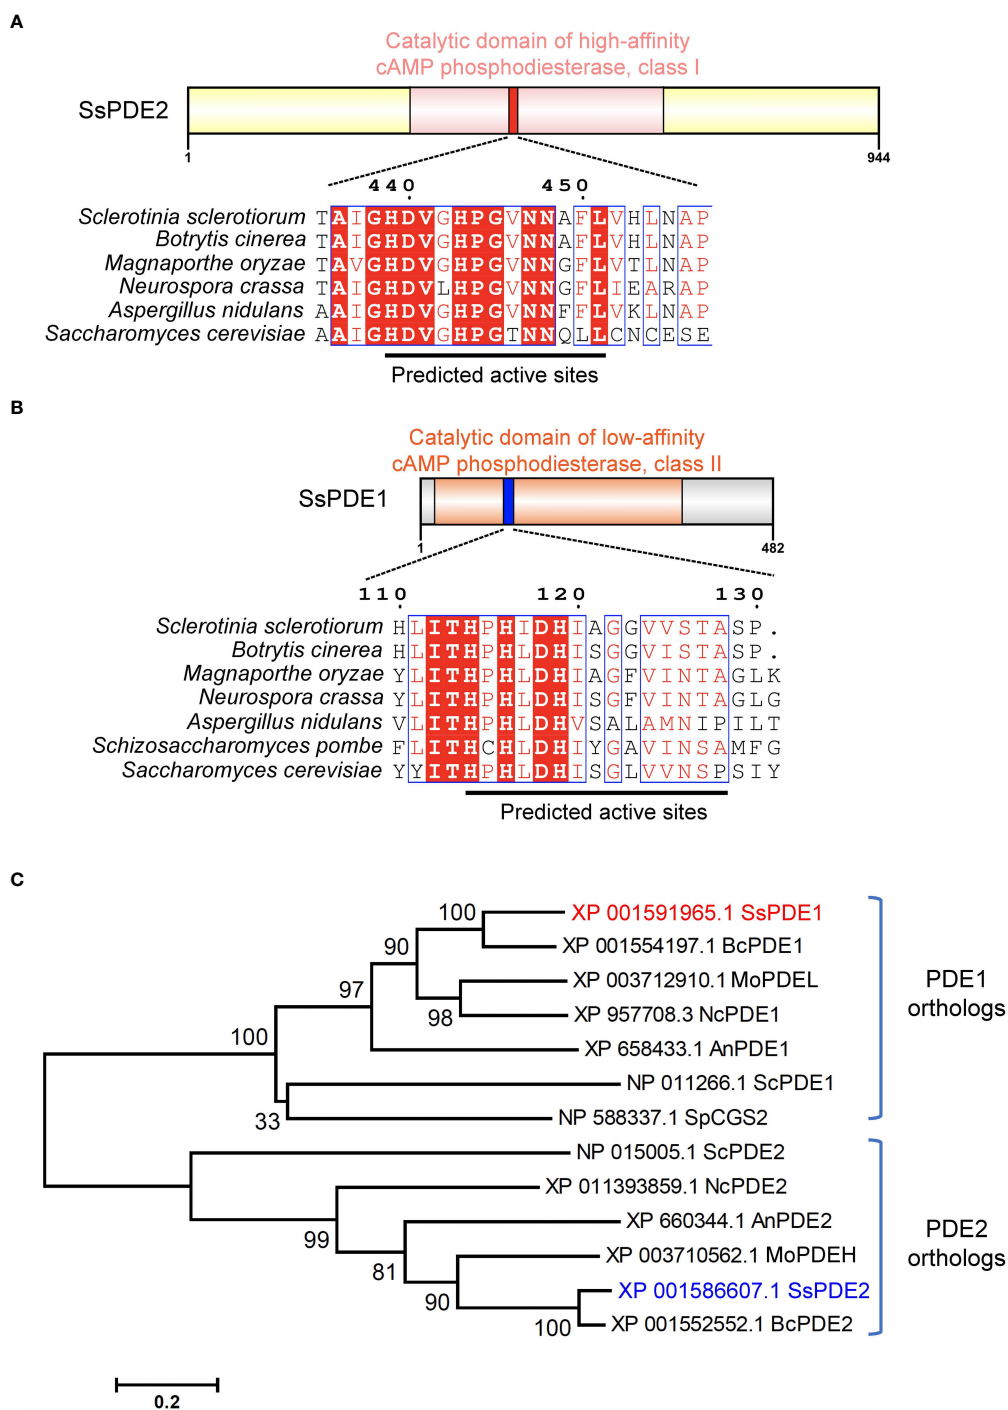 A
Catalytic domain of high-affinity
cAMP phosphodiesterase, class I
SsPDE2
1
944
440 450
Sclerotinia sclerotiorum TAIGHDVGHPGVNNAFLVHLNAP
Botrytis cinerea TAIGHDVGHPGVNNAFLVHLNAP
Magnaporthe oryzae TAVGHDVGHPGVNNGFLVTLNAP
Neurospora crassa TAIGHDVLHPGVNNGFLIEARAP
Aspergillus nidulans AAIGHDVGHPGVNNFFLVKLNAP
Saccharomyces cerevisiae AAIGHDVGHPGTNNQLLCNCESE
Predicted active sites
B
Catalytic domain of low-affinity
cAMP phosphodiesterase, class II
SsPDE1
1
482
110 120 130
Sclerotinia sclerotiorum HLITHPHIDHIAGGVVSTASP.
Botrytis cinerea HLITHPHLDHISGGVISTASP.
Magnaporthe oryzae YLITHPHLDHIAGFVINTAGLK
Neurospora crassa YLITHPHLDHISGFVINTAGLG
Aspergillus nidulans VLITHPHLDHVSALAMNIPILT
Schizosaccharomyces pombe FLITHCHLDHIYGAVINSAMFG
Saccharomyces cerevisiae YYITHPHLDHISGLVVNSPSIY
Predicted active sites
C
100 XP 001591965.1 SsPDE1
90 XP 001554197.1 BcPDE1
97 XP 003712910.1 MoPDEL
98 XP 957708.3 NcPDE1
100 XP 658433.1 AnPDE1
NP 011266.1 ScPDE1
33 NP 588337.1 SpCGS2
PDE1
orthologs
NP 015005.1 ScPDE2
XP 011393859.1 NcPDE2
99 XP 660344.1 AnPDE2
81 XP 003710562.1 MoPDEH
90 XP 001586607.1 SsPDE2
100 XP 001552552.1 BcPDE2
PDE2
orthologs
0.2